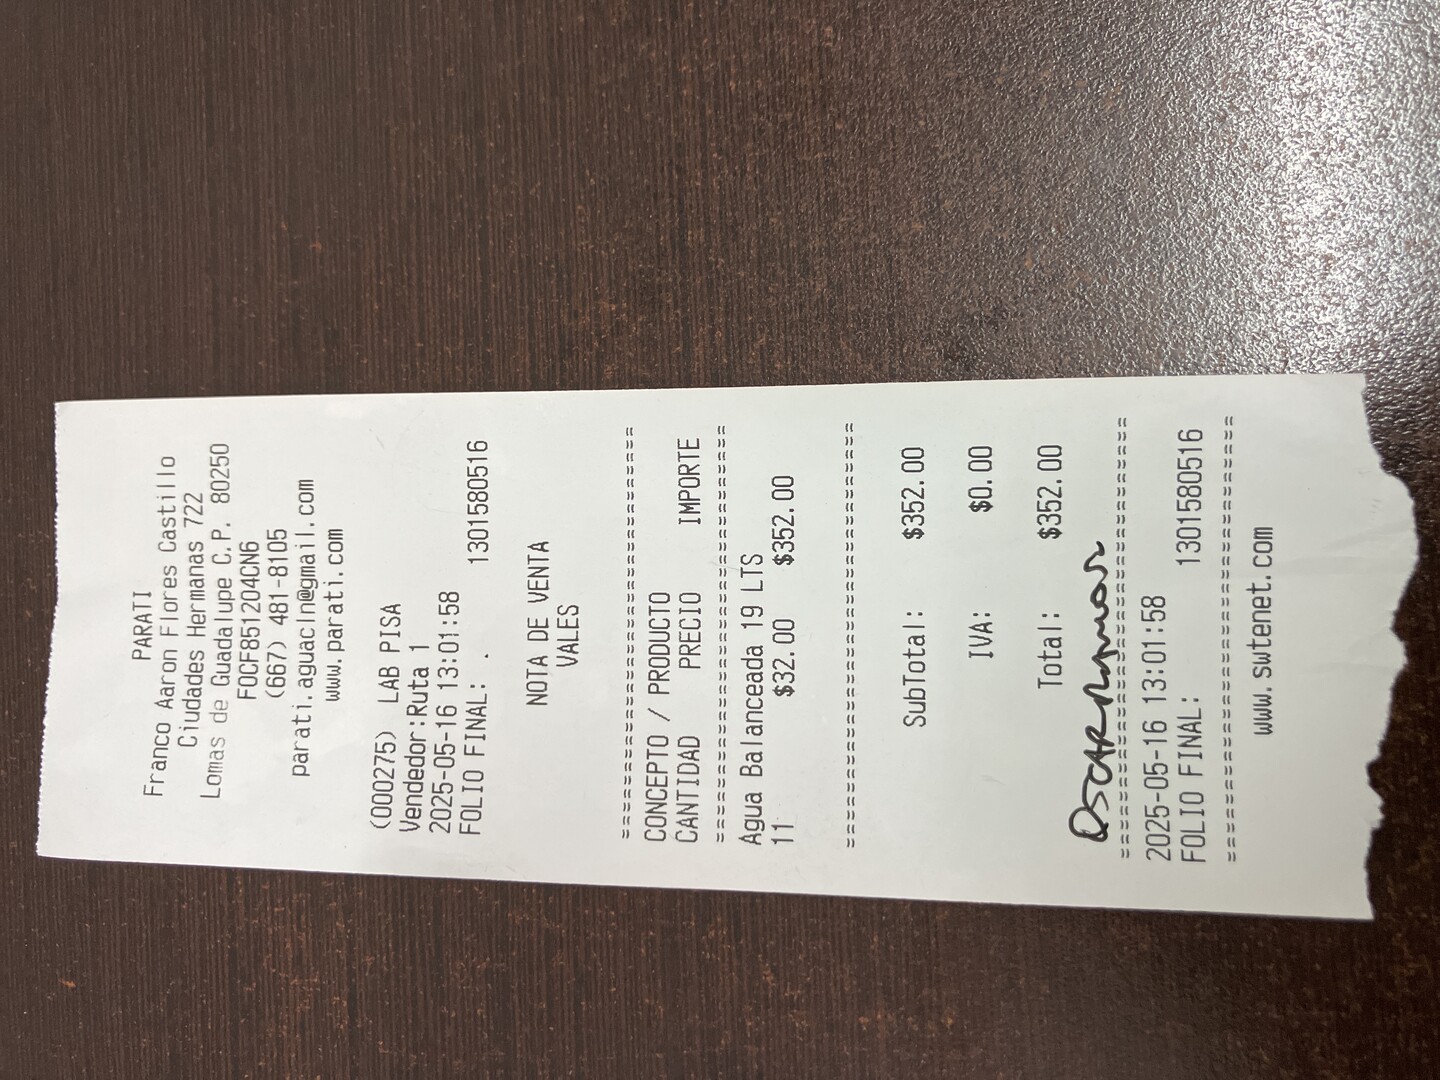 PARATI
Franco Aaron Flores Castillo
Ciudades Hermanas 722
Lomas de Guadalupe C.P. 80250
FOCF851204CN6
(667) 481-8105
parati.aguacln@gmail.com
www.parati.com
(000275) LAB PISA
Vendedor:Ruta 1
2025-05-16 13:01:58
FOLIO FINAL: 1301580516
NOTA DE VENTA
VALES
==========================================
CONCEPTO / PRODUCTO
CANTIDAD PRECIO IMPORTE
==========================================
Agua Balanceada 19 LTS
11 $32.00 $352.00
==========================================
SubTotal: $352.00
IVA: $0.00
Total: $352.00
OSCAR Ramos
==========================================
2025-05-16 13:01:58
FOLIO FINAL: 1301580516
==========================================
www.swtenet.com